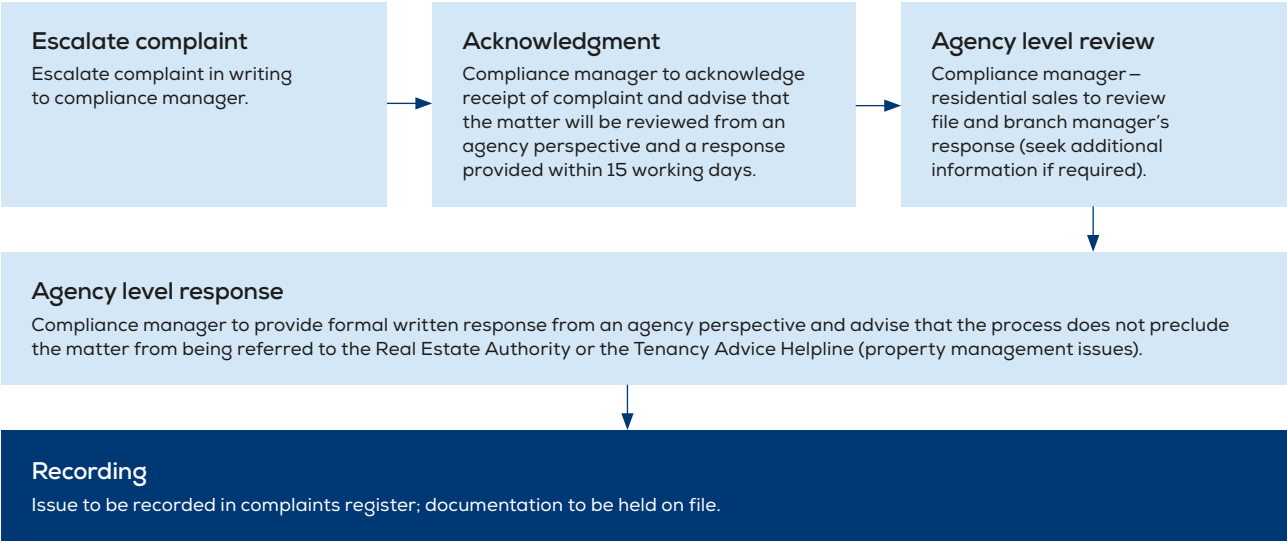 Escalate complaint
Escalate complaint in writing
to compliance manager.
Acknowledgment
Compliance manager to acknowledge
receipt of complaint and advise that
the matter will be reviewed from an
agency perspective and a response
provided within 15 working days.
Agency level review
Compliance manager –
residential sales to review
file and branch manager’s
response (seek additional
information if required).
Agency level response
Compliance manager to provide formal written response from an agency perspective and advise that the process does not preclude
the matter from being referred to the Real Estate Authority or the Tenancy Advice Helpline (property management issues).
Recording
Issue to be recorded in complaints register; documentation to be held on file.